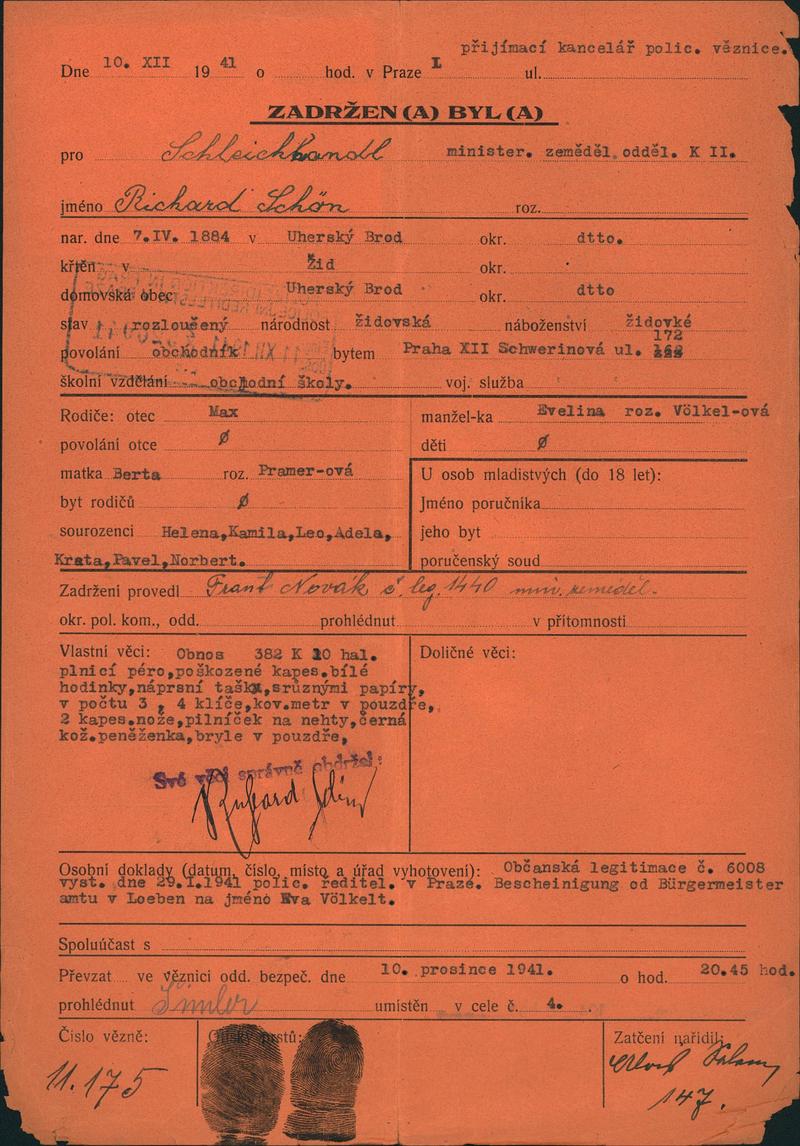 přijímací kancelář polic. věznice.
Dne 10. XII 19 41 o hod. v Praze I ul.
ZADRŽEN(A) BYL(A)
pro Schleichhandl minister. zeměděl. odděl. K II.
jméno Richard Schön roz.
nar. dne 7.IV. 1884 v Uherský Brod okr. dtto.
křtěn v Žid okr.
domovská obec Uherský Brod okr. dtto
stav rozloučený národnost židovská náboženství židovké
172
povolání obchodník bytem Praha XII Schwerinová ul.
školní vzdělání obchodní školy. voj. služba
Rodiče: otec Max manžel-ka Evelina roz. Völkel-ová
povolání otce ø děti ø
matka Berta roz. Pramer-ová U osob mladistvých (do 18 let):
byt rodičů ø Jméno poručníka
sourozenci Helena,Kamila,Leo,Adela, jeho byt
Krata,Pavel,Norbert. poručenský soud
Zadržení provedl Frant Novák č. leg. 1440 min. zeměděl.
okr. pol. kom., odd. prohlédnut v přítomnosti
Vlastní věci: Obnos 382 K 20 hal. Doličné věci:
plnicí péro,poškozené kapes.bílé
hodinky,náprsní tašku,srůznými papíry,
v počtu 3 , 4 klíče,kov.metr v pouzdře,
2 kapes.nože,pilníček na nehty,černá
kož.peněženka,bryle v pouzdře,
Své věci správně obdržel:
Osobní doklady (datum, číslo, místo a úřad vyhotovení): Občanská legitimace č. 6008
vyst. dne 29.I.1941 polic. ředitel. v Praze. Bescheinigung od Bürgermeister
amtu v Loeben na jméno Eva Völkelt.
Spoluúčast s
Převzat ve věznici odd. bezpeč. dne 10. prosince 1941. o hod. 20.45 hod.
prohlédnut umístěn v cele č. 4.
Číslo vězně: Otisky prstů: Zatčení nařídil:
11.175
147.